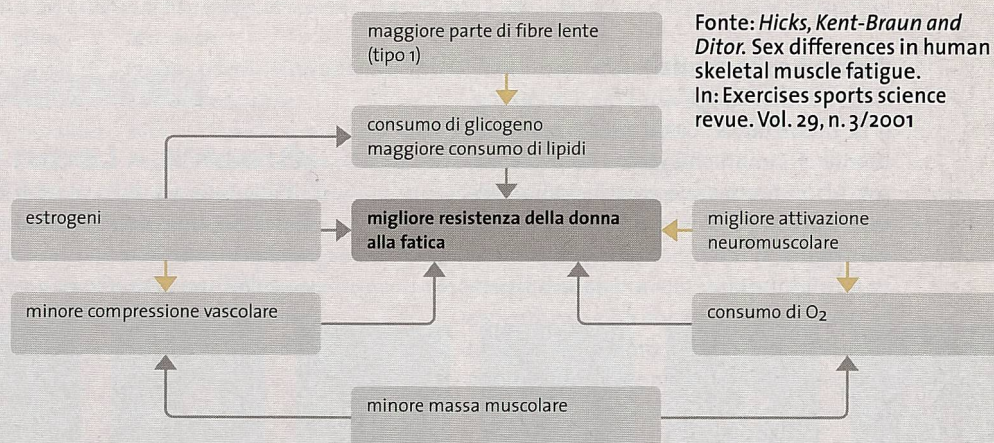 maggiore parte di fibre lente
(tipo 1)
Fonte: Hicks, Kent-Braun and
Ditor. Sex differences in human
skeletal muscle fatigue.
In: Exercises sports science
revue. Vol. 29, n. 3/2001
consumo di glicogeno
maggiore consumo di lipidi
estrogeni
migliore resistenza della donna
alla fatica
migliore attivazione
neuromuscolare
minore compressione vascolare
consumo di O2
minore massa muscolare